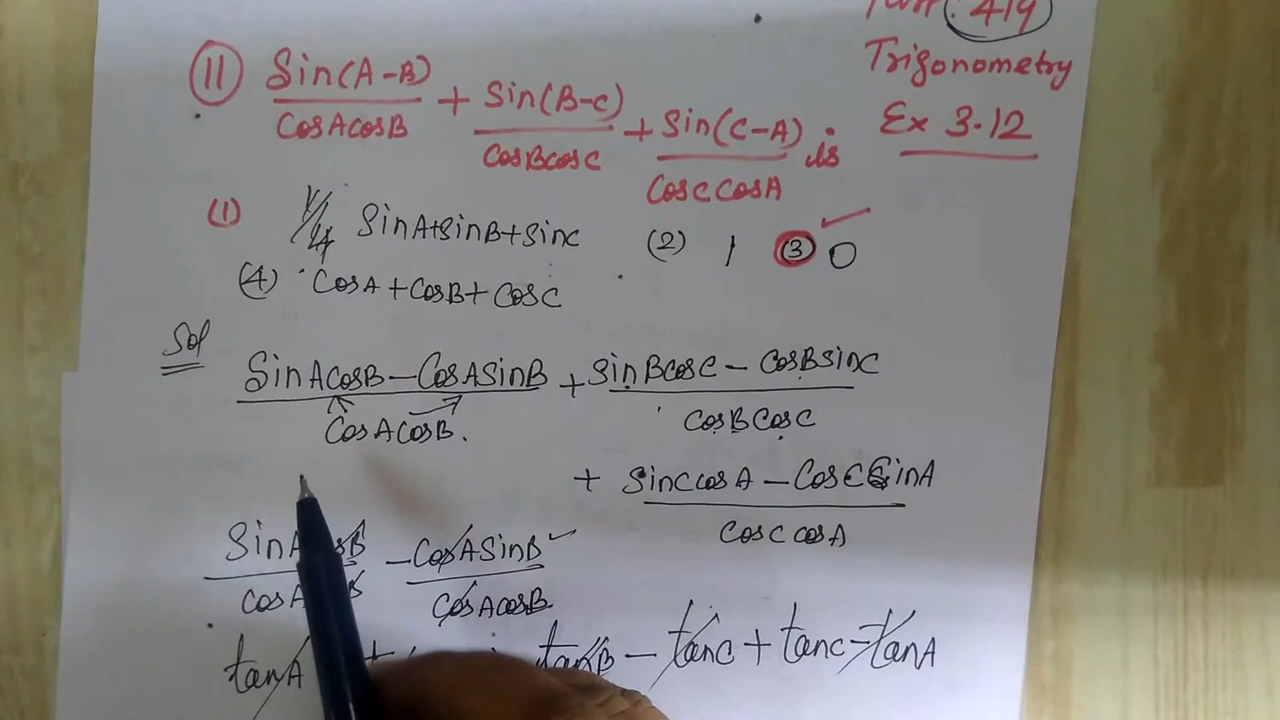 : 419
Trigonometry
Ex 3.12
11 Sin(A-B)/CosACosB + Sin(B-C)/CosBCosC + Sin(C-A)/CosCCosA is
(1) SinA+sinB+sinC (2) 1 (3) 0
(4) CosA+CosB+CosC
Sol
SinACosB-CosASinB + SinBCosC - CosBSinC
CosACosB. CosBCosC
+ SinCCosA - CosCSinA
CosCCosA
SinA -CosASinB
CosA CosACosB
tanA tanB - tanC + tanC - tanA